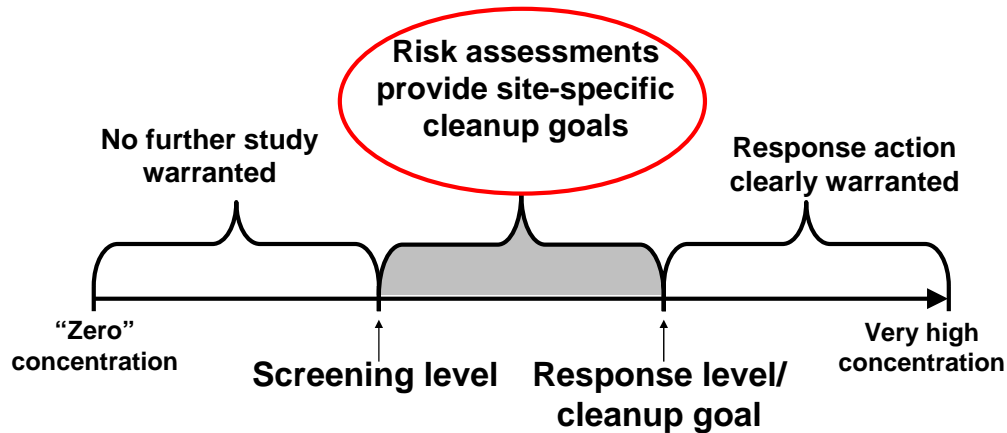 Risk assessments
provide site-specific
cleanup goals
No further study
warranted
Response action
clearly warranted
“Zero”
concentration
Screening level
Response level/
cleanup goal
Very high
concentration